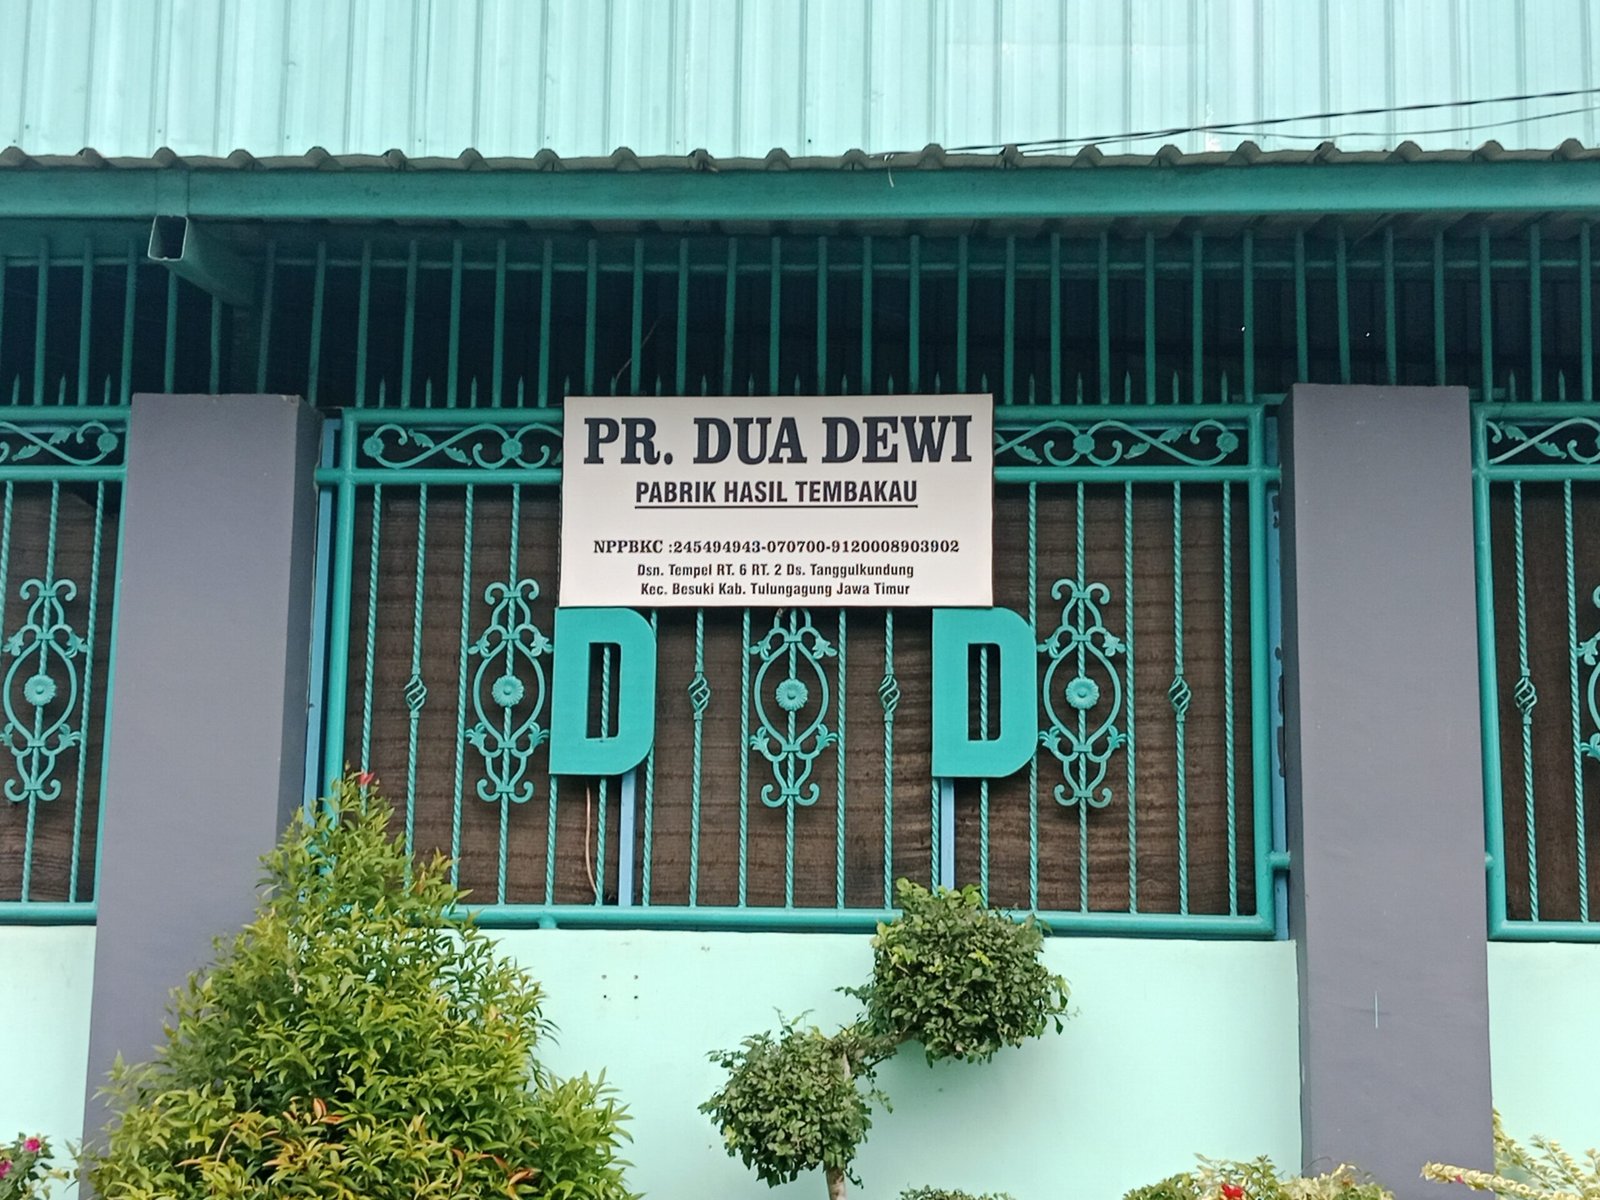 PR. DUA DEWI
PABRIK HASIL TEMBAKAU
NPPBKC :245494943-070700-9120008903902
Dsn. Tempel RT. 6 RT. 2 Ds. Tanggulkundung
Kec. Besuki Kab. Tulungagung Jawa Timur
D D